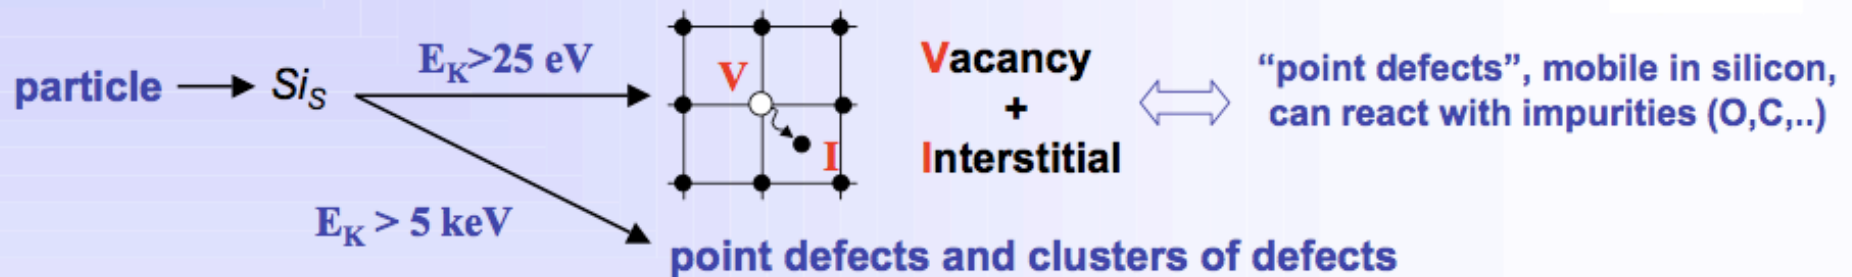 particle → Si_S
E_K>25 eV
V
I
Vacancy
+
Interstitial
“point defects”, mobile in silicon,
can react with impurities (O,C,..)
E_K > 5 keV
point defects and clusters of defects